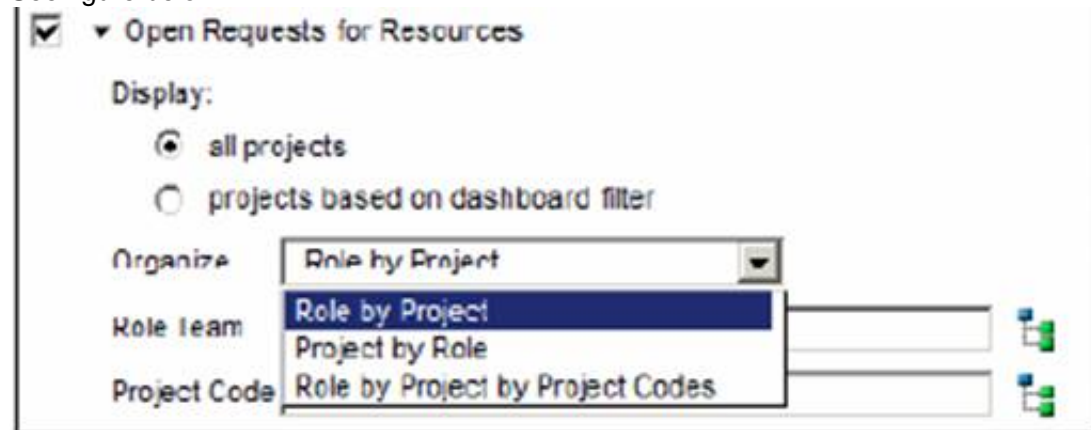 Open Requests for Resources
Display:
all projects
projects based on dashboard filter
Organize Role by Project
Role by Project
Role Team
Project by Role
Project Code Role by Project by Project Codes